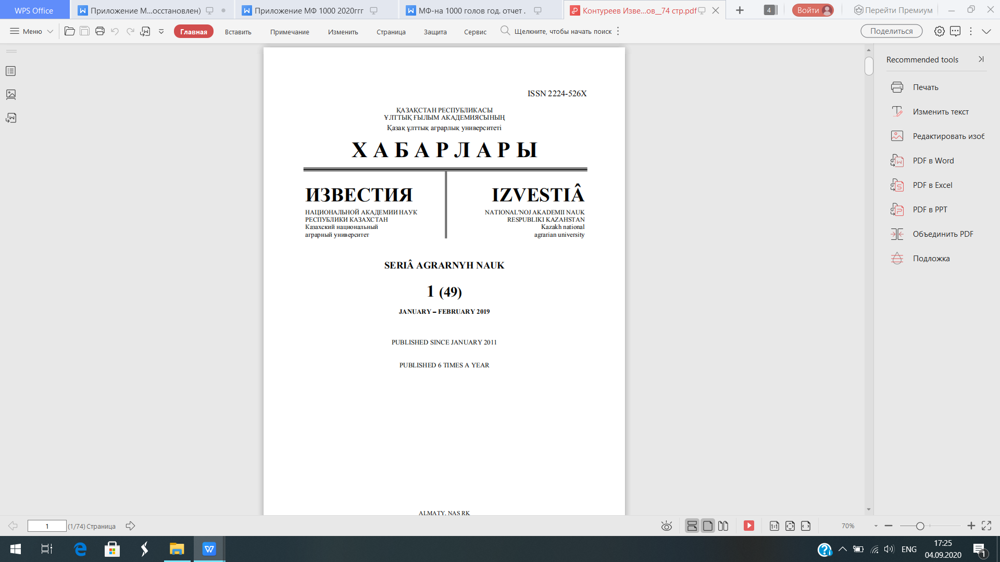 WPS Office
Приложение М...осстановлен)
Приложение МФ 1000 2020ггг
МФ-на 1000 голов год. отчет .
Контуреев Изве...ов__74 стр.pdf
4
Войти
Перейти Премиум
Меню
Главная
Вставить
Примечание
Изменить
Страница
Защита
Сервис
Щелкните, чтобы начать поиск
Поделиться
ISSN 2224-526X
ҚАЗАҚСТАН РЕСПУБЛИКАСЫ
ҰЛТТЫҚ ҒЫЛЫМ АКАДЕМИЯСЫНЫҢ
Қазақ ұлттық аграрлық университеті
Х А Б А Р Л А Р Ы
ИЗВЕСТИЯ
НАЦИОНАЛЬНОЙ АКАДЕМИИ НАУК
РЕСПУБЛИКИ КАЗАХСТАН
Казахский национальный
аграрный университет
IZVESTIÂ
NATIONAL'NOJ AKADEMII NAUK
RESPUBLIKI KAZAHSTAN
Kazakh national
agrarian university
SERIÂ AGRARNYH NAUK
1 (49)
JANUARY – FEBRUARY 2019
PUBLISHED SINCE JANUARY 2011
PUBLISHED 6 TIMES A YEAR
ALMATY, NAS RK
Recommended tools
Печать
Изменить текст
Редактировать изоб
PDF в Word
PDF в Excel
PDF в PPT
Объединить PDF
Подложка
1
(1/74) Страница
1:1
70%
ENG
17:25
04.09.2020
1